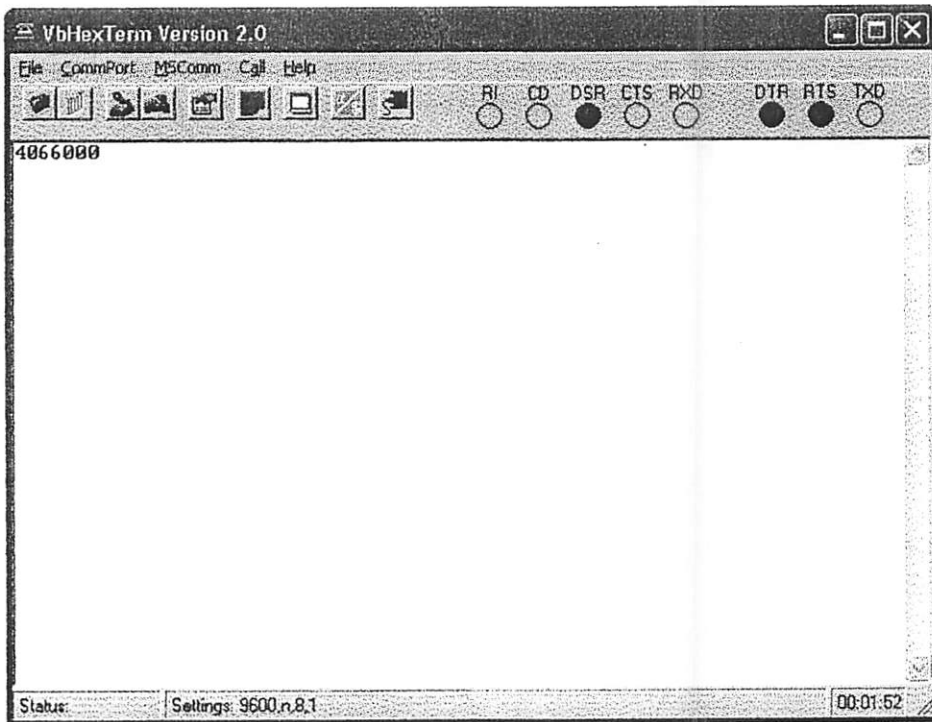 VbHexTerm Version 2.0
File CommPort MSComm Call Help
RI CD DSR CTS RXD DTR RTS TXD
4066000
Status: Settings: 9600,n,8,1 00:01:52